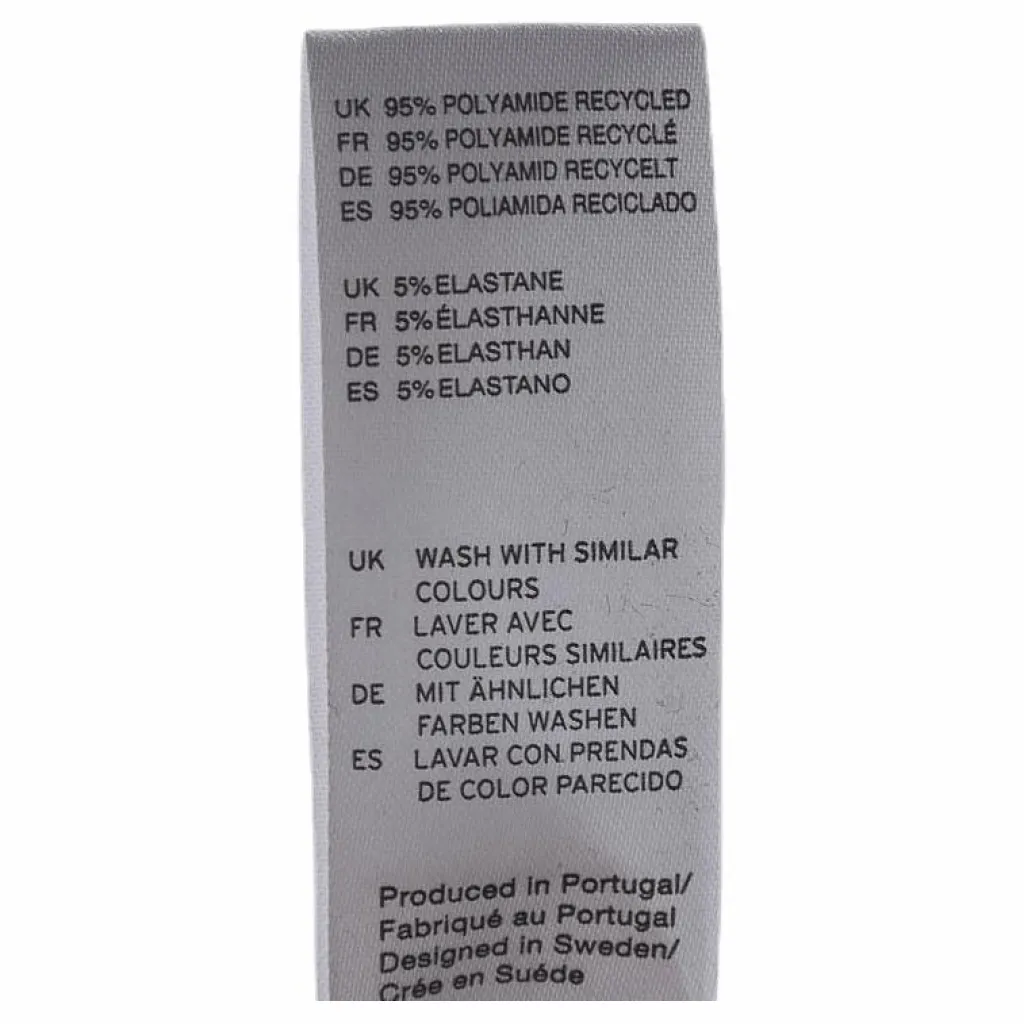 UK 95% POLYAMIDE RECYCLED
FR 95% POLYAMIDE RECYCLÉ
DE 95% POLYAMID RECYCELT
ES 95% POLIAMIDA RECICLADO
UK 5% ELASTANE
FR 5% ÉLASTHANNE
DE 5% ELASTHAN
ES 5% ELASTANO
UK WASH WITH SIMILAR
COLOURS
FR LAVER AVEC
COULEURS SIMILAIRES
DE MIT ÄHNLICHEN
FARBEN WASHEN
ES LAVAR CON PRENDAS
DE COLOR PARECIDO
Produced in Portugal/
Fabriqué au Portugal
Designed in Sweden/
Crée en Suéde